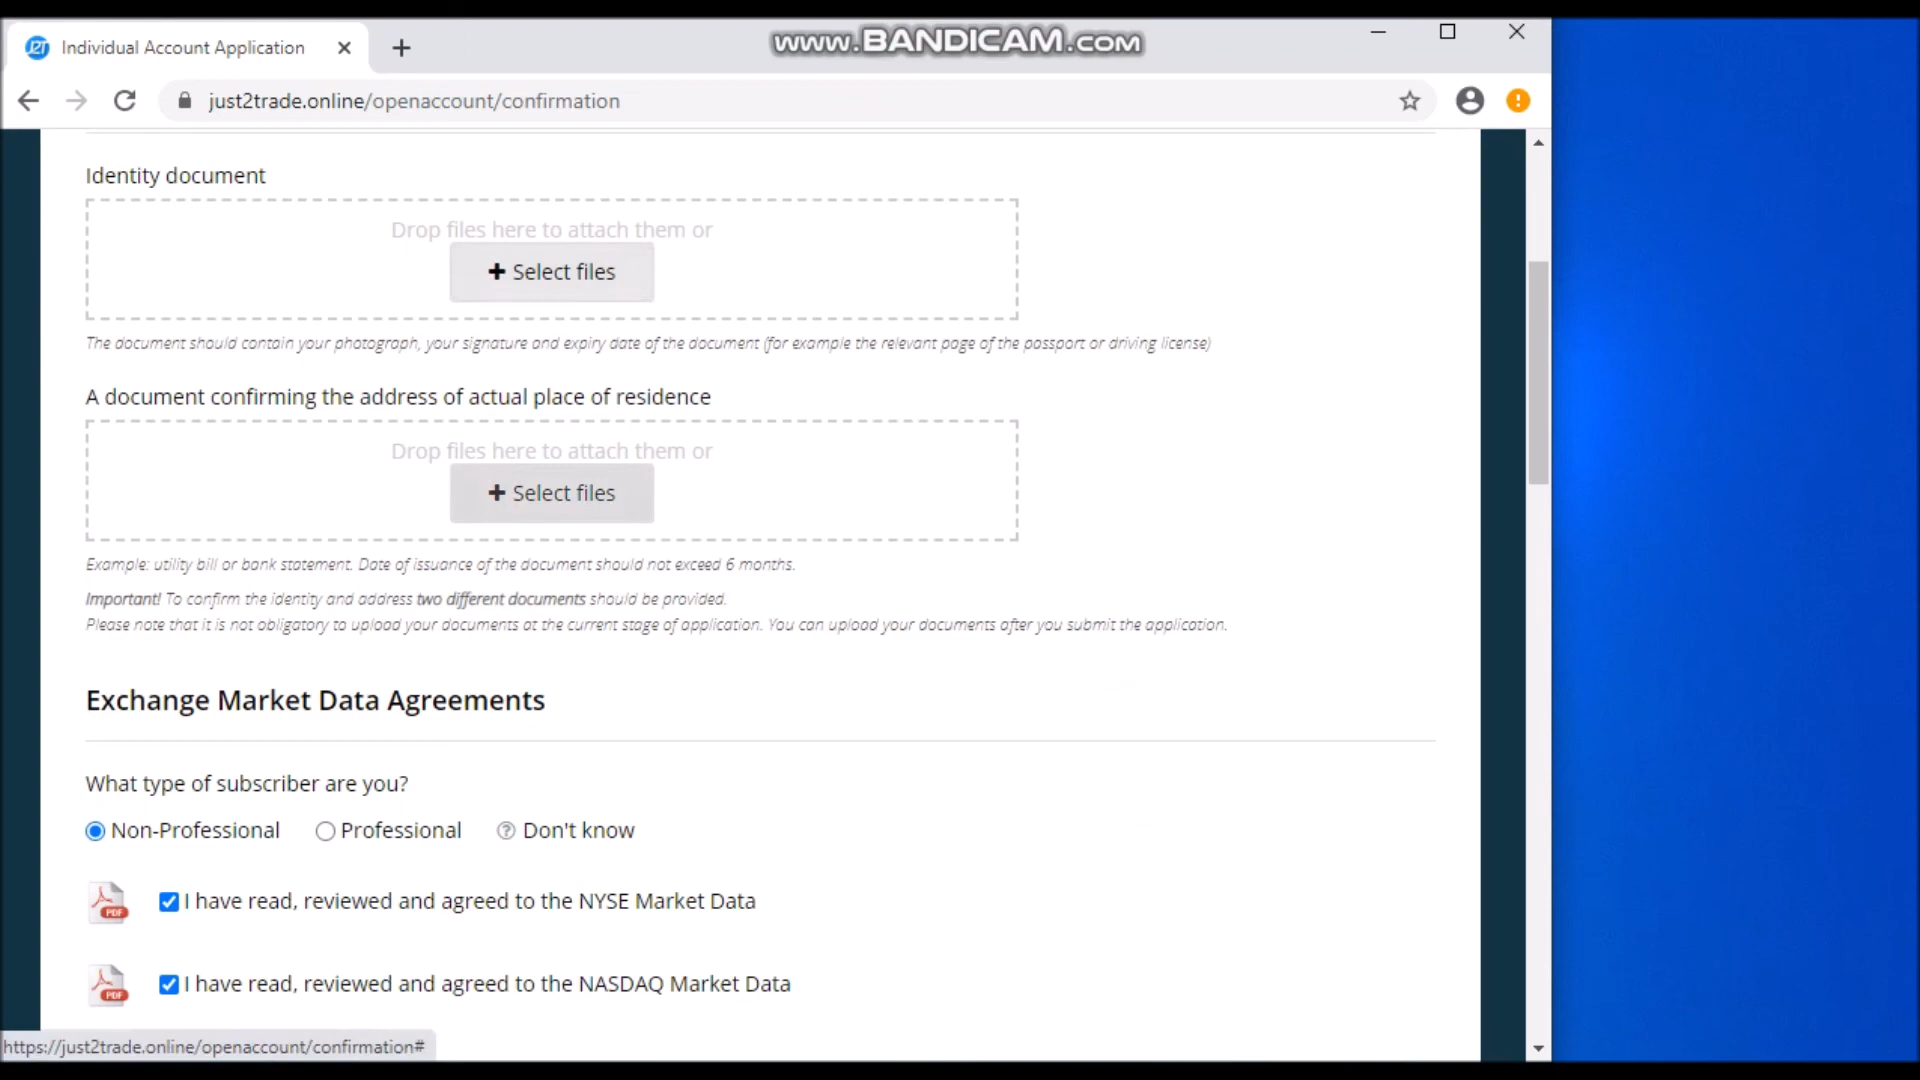 Individual Account Application
www.BANDICAM.com
just2trade.online/openaccount/confirmation
Identity document
Drop files here to attach them or
Select files
The document should contain your photograph, your signature and expiry date of the document (for example the relevant page of the passport or driving license)
A document confirming the address of actual place of residence
Drop files here to attach them or
Select files
Example: utility bill or bank statement. Date of issuance of the document should not exceed 6 months.
Important! To confirm the identity and address two different documents should be provided.
Please note that it is not obligatory to upload your documents at the current stage of application. You can upload your documents after you submit the application.
Exchange Market Data Agreements
What type of subscriber are you?
Non-Professional Professional Don't know
PDF I have read, reviewed and agreed to the NYSE Market Data
PDF I have read, reviewed and agreed to the NASDAQ Market Data
https://just2trade.online/openaccount/confirmation#